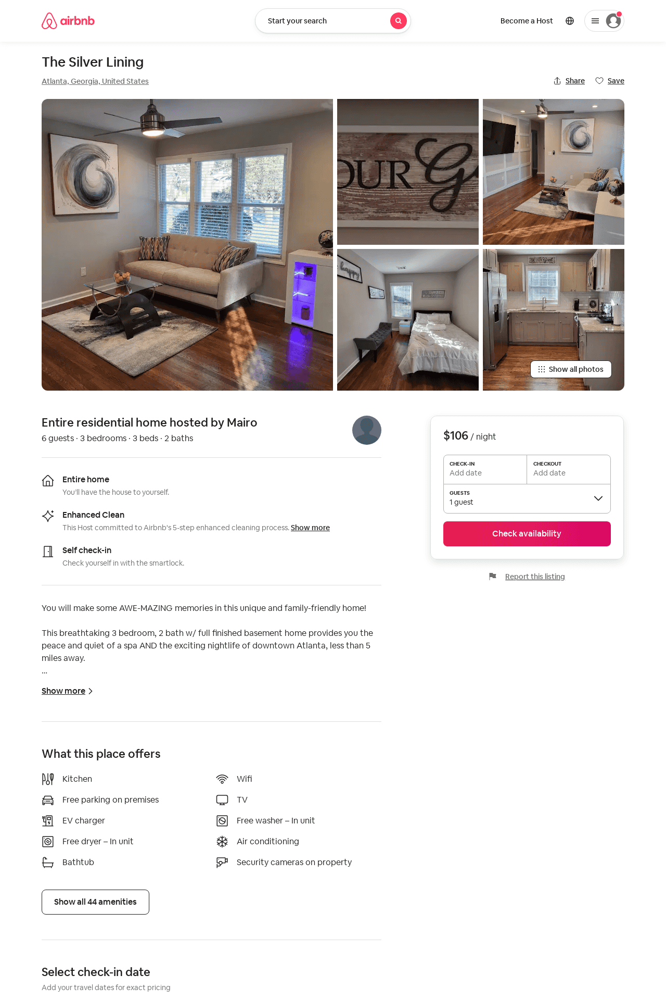 airbnb
Start your search
Become a Host
The Silver Lining
Atlanta, Georgia, United States
Share
Save
OUR G
happy
HAPPINESS
BE OUR Guest
Show all photos
Entire residential home hosted by Mairo
6 guests · 3 bedrooms · 3 beds · 2 baths
$106 / night
CHECK-IN
Add date
CHECKOUT
Add date
GUESTS
1 guest
Check availability
Report this listing
Entire home
You’ll have the house to yourself.
Enhanced Clean
This Host committed to Airbnb's 5-step enhanced cleaning process. Show more
Self check-in
Check yourself in with the smartlock.
You will make some AWE-MAZING memories in this unique and family-friendly home!
This breathtaking 3 bedroom, 2 bath w/ full finished basement home provides you the
peace and quiet of a spa AND the exciting nightlife of downtown Atlanta, less than 5
miles away.
...
Show more
What this place offers
Kitchen
Wifi
Free parking on premises
TV
EV charger
Free washer – In unit
Free dryer – In unit
Air conditioning
Bathtub
Security cameras on property
Show all 44 amenities
Select check-in date
Add your travel dates for exact pricing